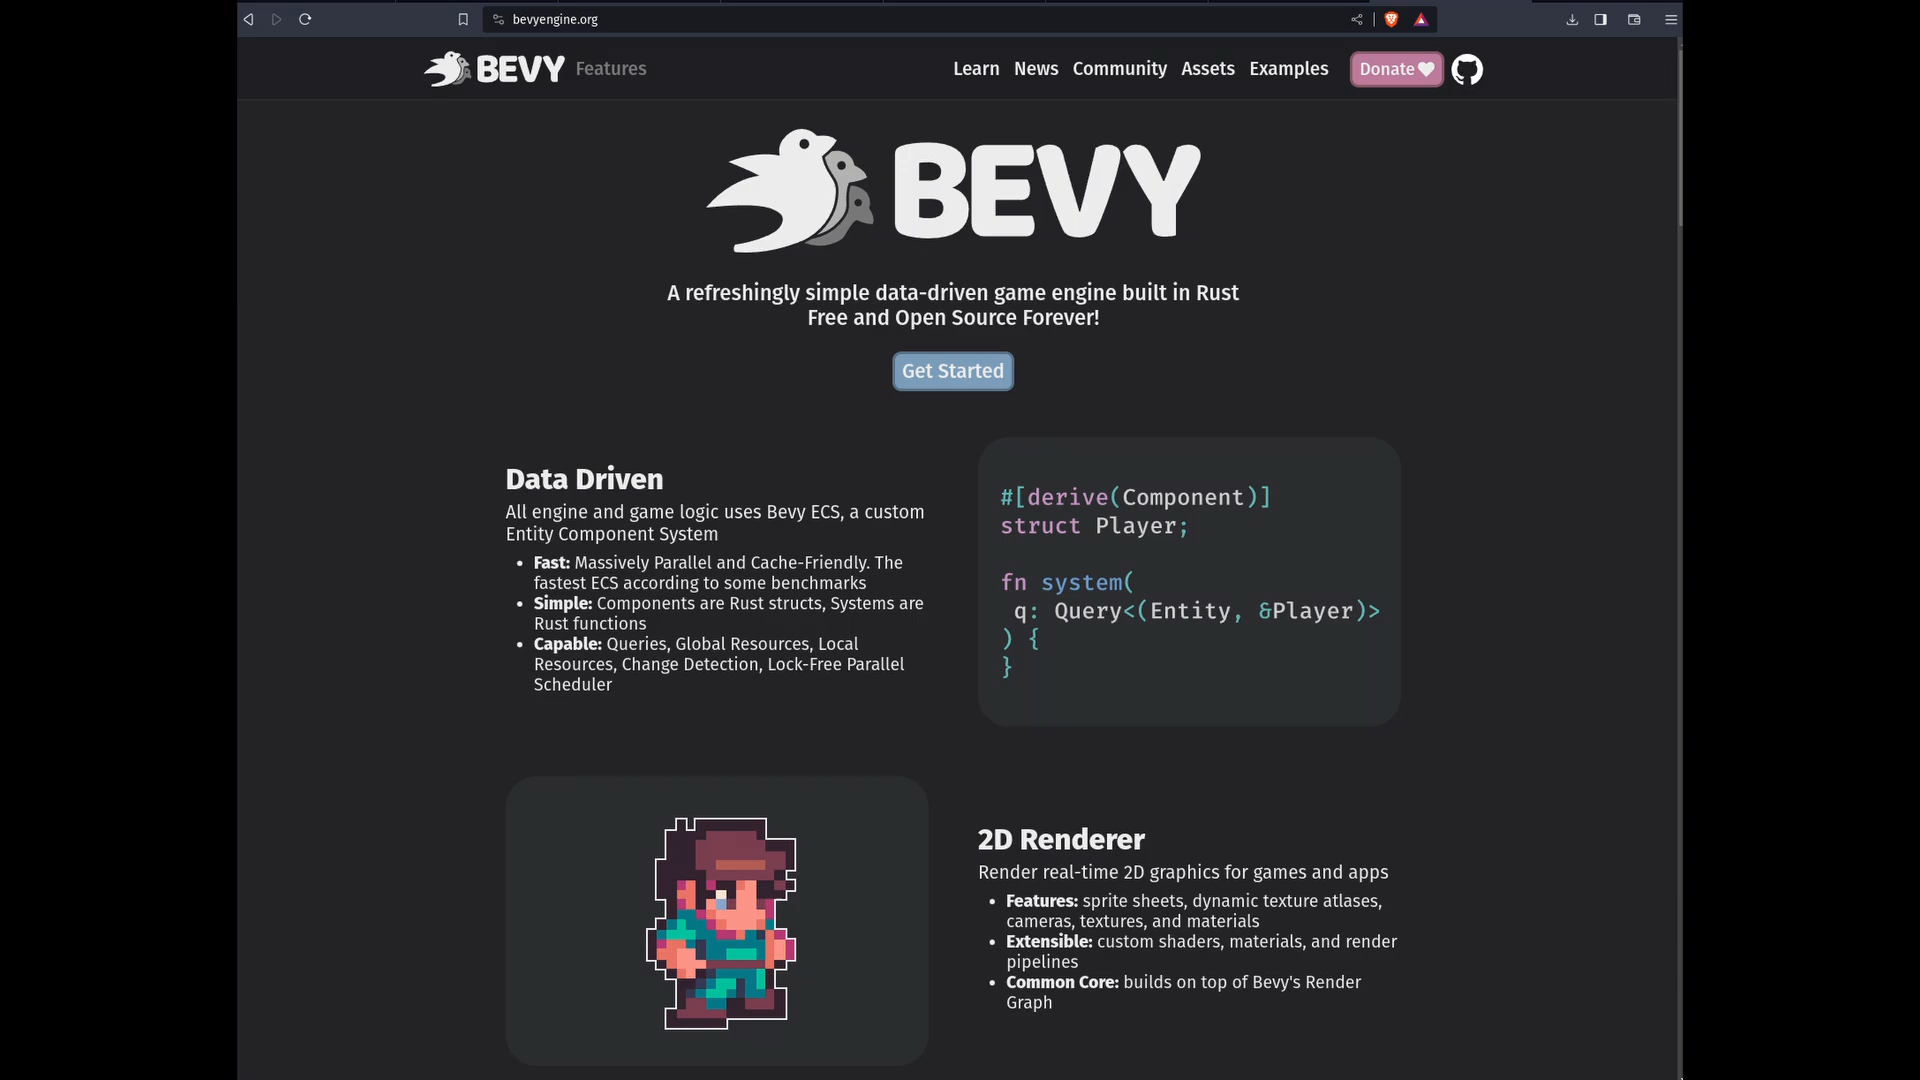 bevyengine.org
BEVY Features Learn News Community Assets Examples Donate
BEVY
A refreshingly simple data-driven game engine built in Rust
Free and Open Source Forever!
Get Started
Data Driven
All engine and game logic uses Bevy ECS, a custom
Entity Component System
• Fast: Massively Parallel and Cache-Friendly. The
fastest ECS according to some benchmarks
• Simple: Components are Rust structs, Systems are
Rust functions
• Capable: Queries, Global Resources, Local
Resources, Change Detection, Lock-Free Parallel
Scheduler
#[derive(Component)]
struct Player;
fn system(
q: Query<(Entity, &Player)>
) {
}
2D Renderer
Render real-time 2D graphics for games and apps
• Features: sprite sheets, dynamic texture atlases,
cameras, textures, and materials
• Extensible: custom shaders, materials, and render
pipelines
• Common Core: builds on top of Bevy's Render
Graph